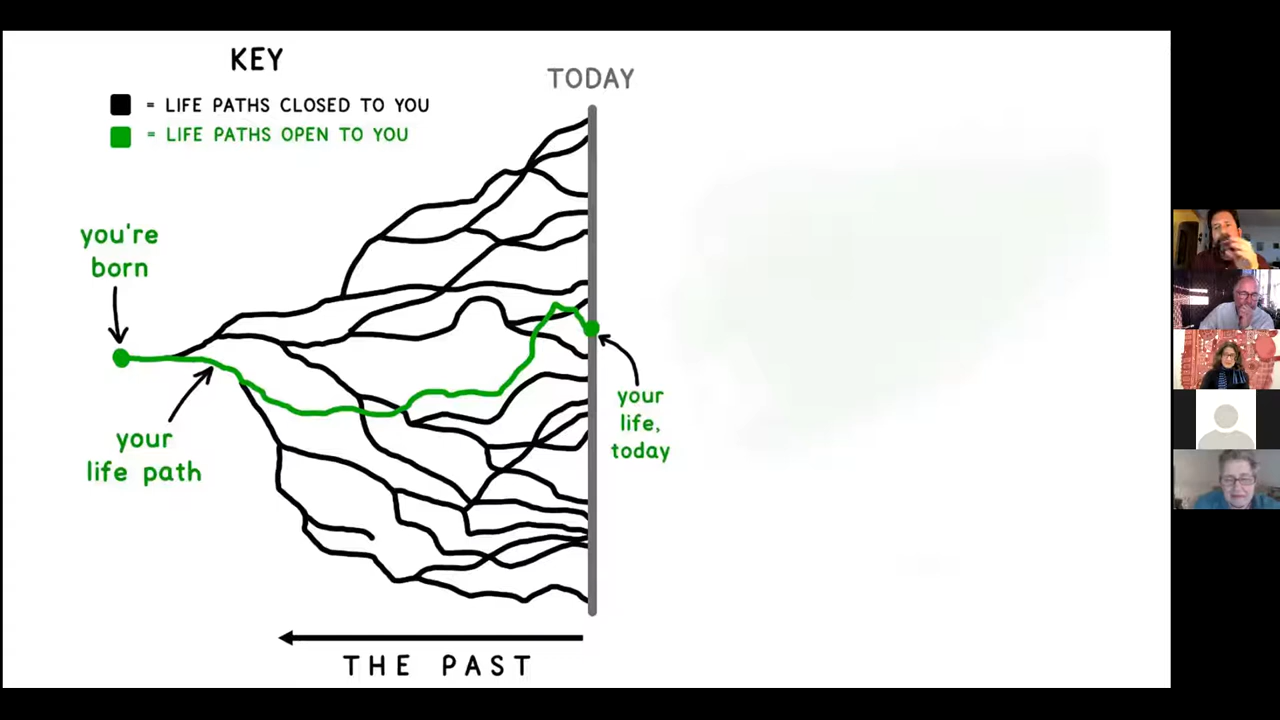 KEY
= LIFE PATHS CLOSED TO YOU
= LIFE PATHS OPEN TO YOU
TODAY
you're
born
your
life path
your
life,
today
THE PAST